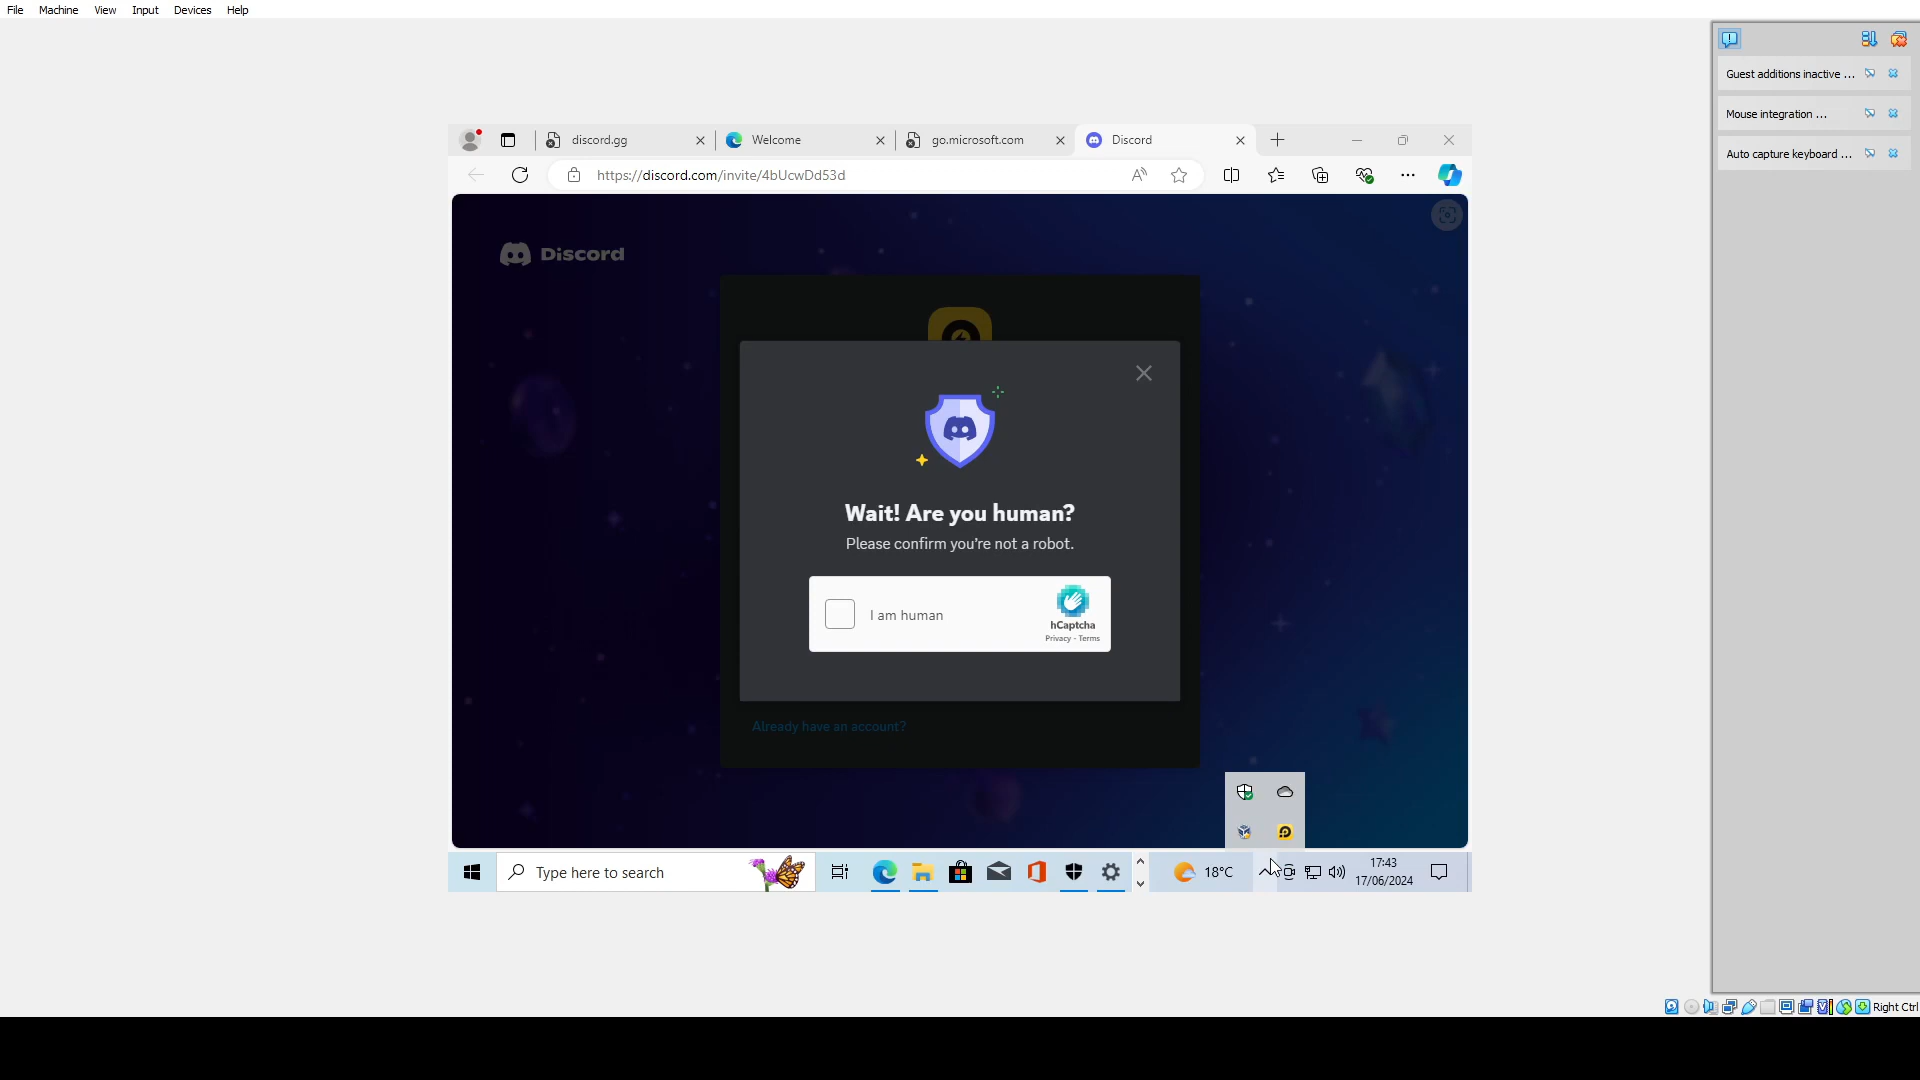 File Machine View Input Devices Help
Guest additions inactive ...
Mouse integration ...
Auto capture keyboard ...
discord.gg Welcome go.microsoft.com Discord
https://discord.com/invite/4bUcwDd53d
Discord
Wait! Are you human?
Please confirm you're not a robot.
I am human
hCaptcha
Privacy - Terms
Already have an account?
Type here to search
18°C
17:43
17/06/2024
Right Ctrl